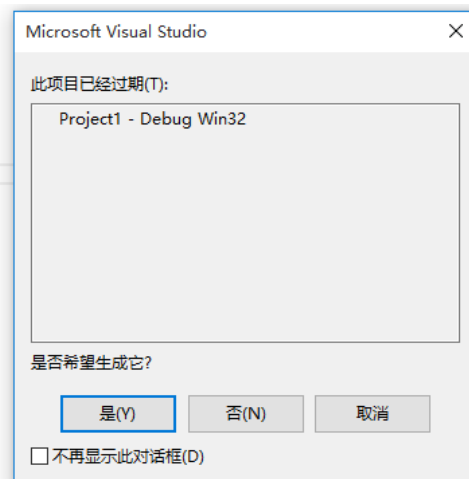 Microsoft Visual Studio
此项目已经过期(T):
Project1 - Debug Win32
是否希望生成它?
是(Y) 否(N) 取消
不再显示此对话框(D)